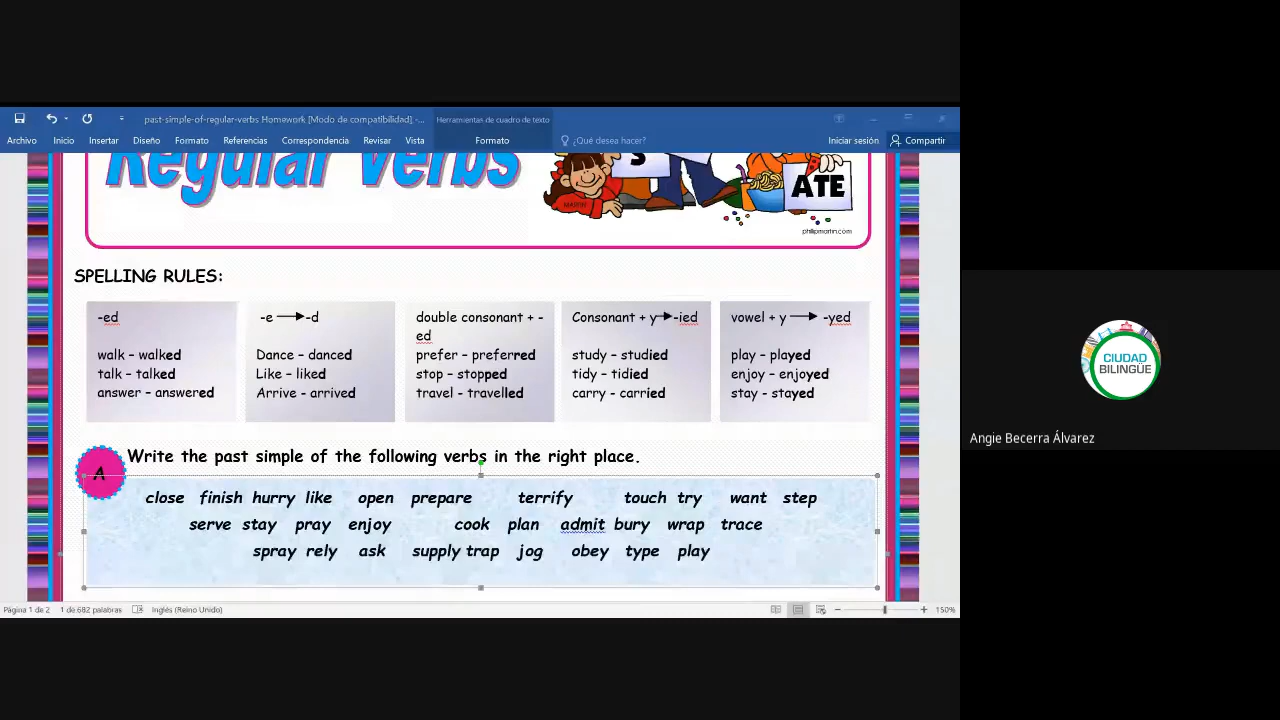 past-simple-of-regular-verbs Homework [Modo de compatibilidad] -...
Herramientas de cuadro de texto
Archivo Inicio Insertar Diseño Formato Referencias Correspondencia Revisar Vista Formato ¿Qué desea hacer? Iniciar sesión Compartir
Regular Verbs
S
ATE
MARTIN
philipmartin.com
SPELLING RULES:
-ed
walk – walked
talk – talked
answer – answered
-e → -d
Dance – danced
Like – liked
Arrive – arrived
double consonant + -
ed
prefer – preferred
stop – stopped
travel – travelled
Consonant + y → -ied
study – studied
tidy – tidied
carry – carried
vowel + y → -yed
play – played
enjoy – enjoyed
stay – stayed
A
Write the past simple of the following verbs in the right place.
close finish hurry like open prepare terrify touch try want step
serve stay pray enjoy cook plan admit bury wrap trace
spray rely ask supply trap jog obey type play
Página 1 de 2 1 de 682 palabras Inglés (Reino Unido) 150%
CIUDAD
BILINGÜE
Angie Becerra Álvarez